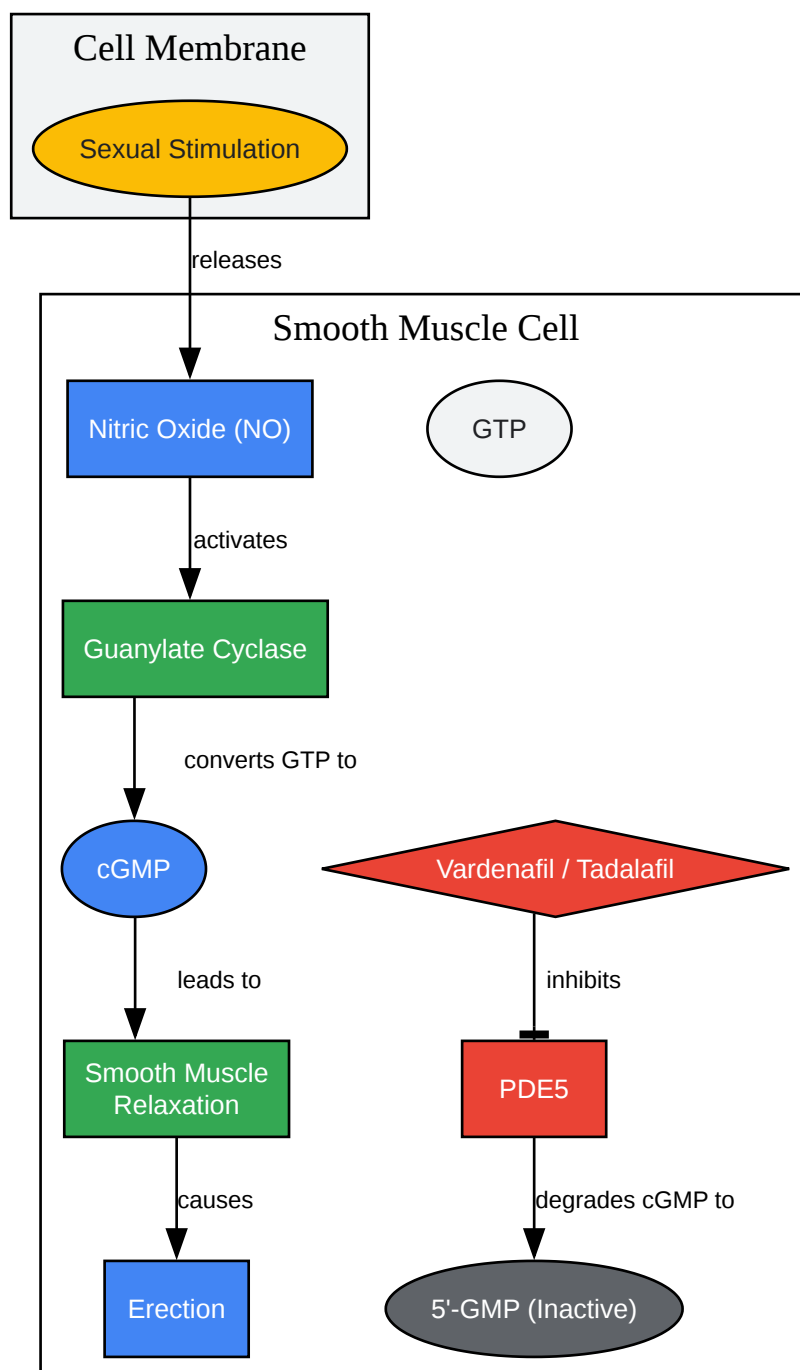 Cell Membrane
Sexual Stimulation
releases
Smooth Muscle Cell
Nitric Oxide (NO)
GTP
activates
Guanylate Cyclase
converts GTP to
cGMP
Vardenafil / Tadalafil
leads to
inhibits
Smooth Muscle
Relaxation
PDE5
causes
degrades cGMP to
Erection
5'-GMP (Inactive)